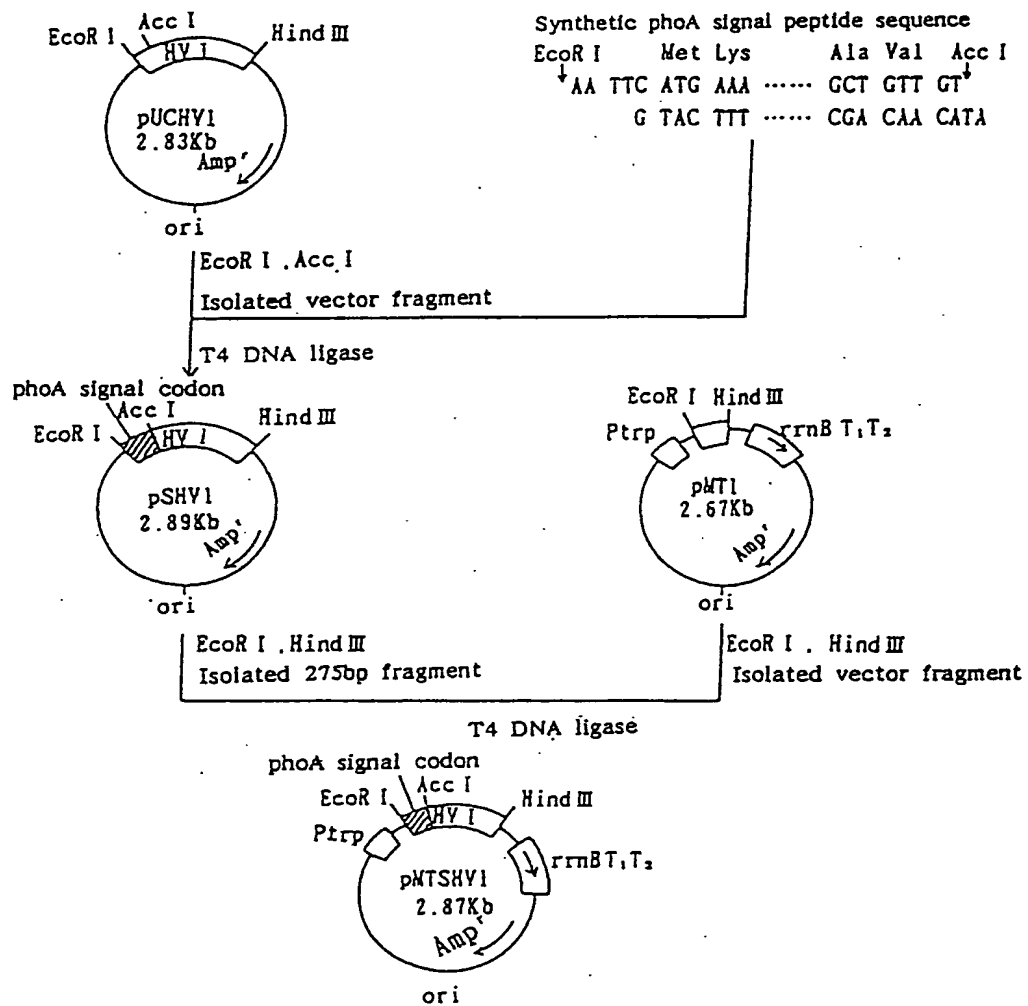 Acc I
EcoR I
HV I
Hind III
pUCHV1
2.83Kb
Amp^r
ori
Synthetic phoA signal peptide sequence
EcoR I Met Lys Ala Val Acc I
AA TTC ATG AAA ...... GCT GTT GT
G TAC TTT ...... CGA CAA CATA
EcoR I . Acc I
Isolated vector fragment
T4 DNA ligase
phoA signal codon
Acc I
EcoR I
HV I
Hind III
pSHV1
2.89Kb
Amp^r
ori
EcoR I Hind III
Ptrp
rrnB T₁T₂
pMT1
2.67Kb
Amp^r
ori
EcoR I . Hind III
Isolated 275bp fragment
EcoR I . Hind III
Isolated vector fragment
T4 DNA ligase
phoA signal codon
Acc I
EcoR I
HV I
Hind III
Ptrp
rrnBT₁T₂
pMTSHV1
2.87Kb
Amp^r
ori